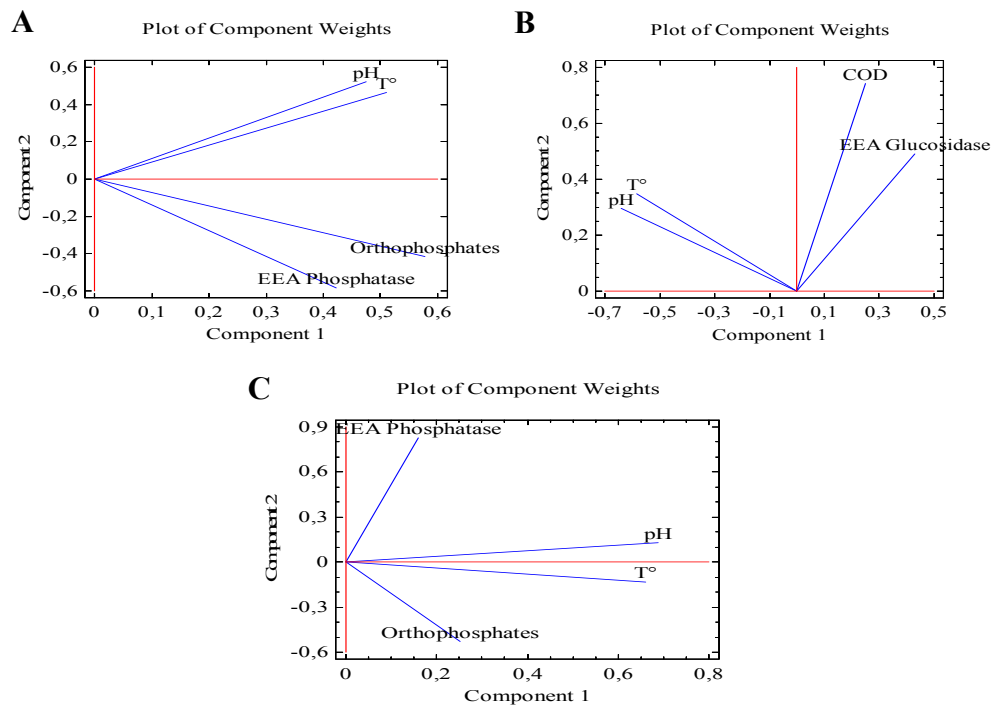 A
Plot of Component Weights
0,6
0,4
0,2
0
-0,2
-0,4
-0,6
Component 2
pH
T°
Orthophosphates
EEA Phosphatase
0 0,1 0,2 0,3 0,4 0,5 0,6
Component 1
B
Plot of Component Weights
0,8
0,6
0,4
0,2
0
Component 2
COD
EEA Glucosidase
T°
pH
-0,7 -0,5 -0,3 -0,1 0,1 0,3 0,5
Component 1
C
Plot of Component Weights
0,9
0,6
0,3
0
-0,3
-0,6
Component 2
EEA Phosphatase
pH
T°
Orthophosphates
0 0,2 0,4 0,6 0,8
Component 1